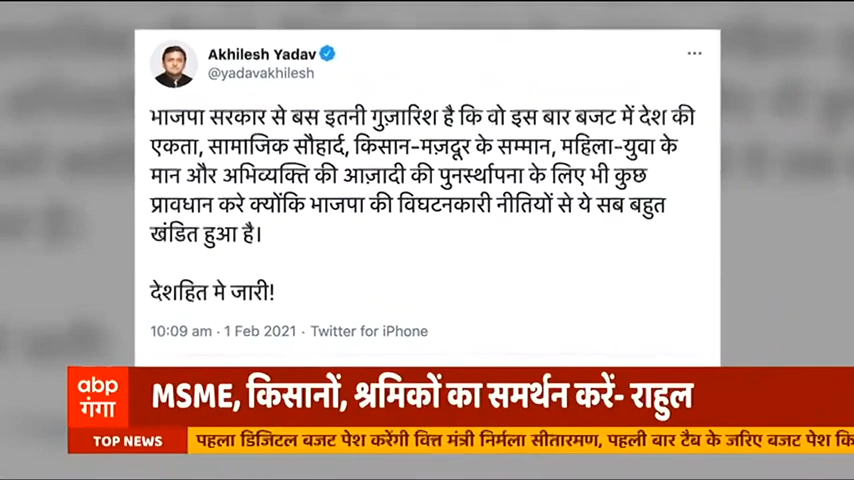 Akhilesh Yadav
@yadavakhilesh
भाजपा सरकार से बस इतनी गुज़ारिश है कि वो इस बार बजट में देश की
एकता, सामाजिक सौहार्द, किसान-मज़दूर के सम्मान, महिला-युवा के
मान और अभिव्यक्ति की आज़ादी की पुनर्स्थापना के लिए भी कुछ
प्रावधान करे क्योंकि भाजपा की विघटनकारी नीतियों से ये सब बहुत
खंडित हुआ है।
देशहित मे जारी!
10:09 am · 1 Feb 2021 · Twitter for iPhone
abp
गंगा
MSME, किसानों, श्रमिकों का समर्थन करें- राहुल
TOP NEWS
पहला डिजिटल बजट पेश करेंगी वित्त मंत्री निर्मला सीतारमण, पहली बार टैब के जरिए बजट पेश कि